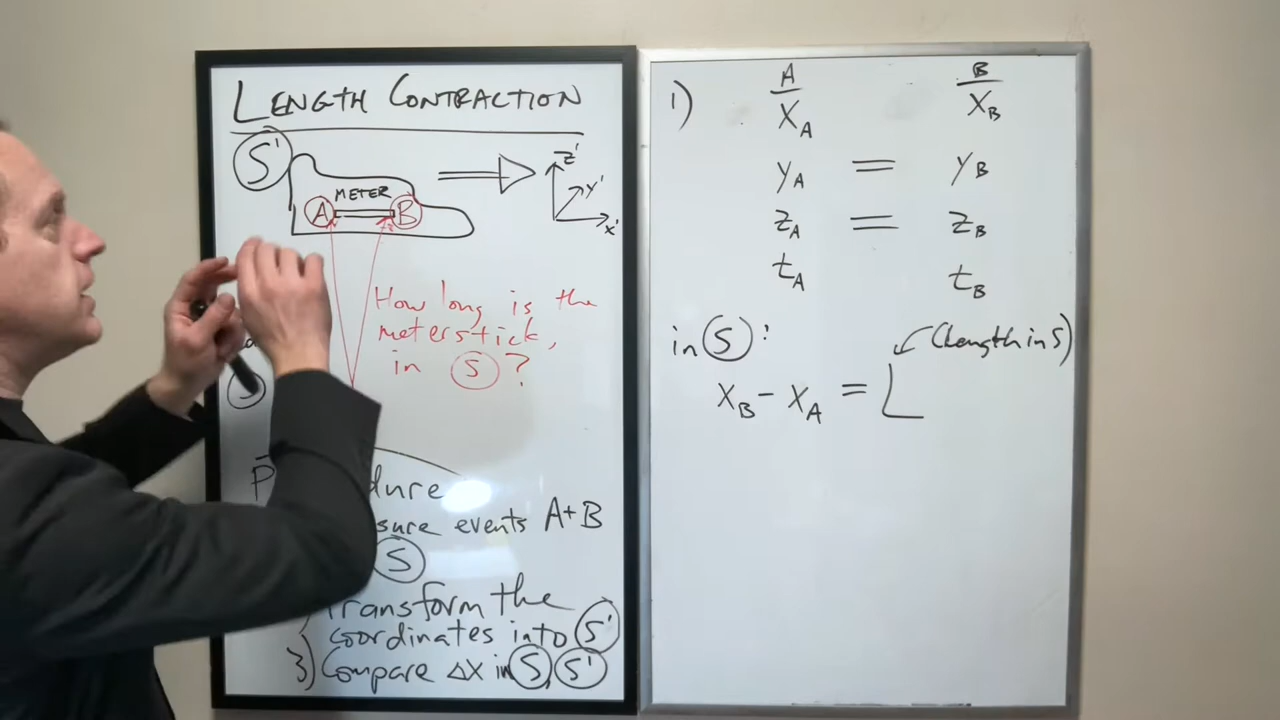 LENGTH CONTRACTION
S'
METER
A B
z'
y'
x'
How long is the
meterstick,
in S?
S
dure
sure events A+B
S
Transform the
coordinates into S'
3) Compare Δx in S, S'
1) A B
x_A x_B
y_A = y_B
z_A = z_B
t_A t_B
in S:
(Length in S)
x_B - x_A = L